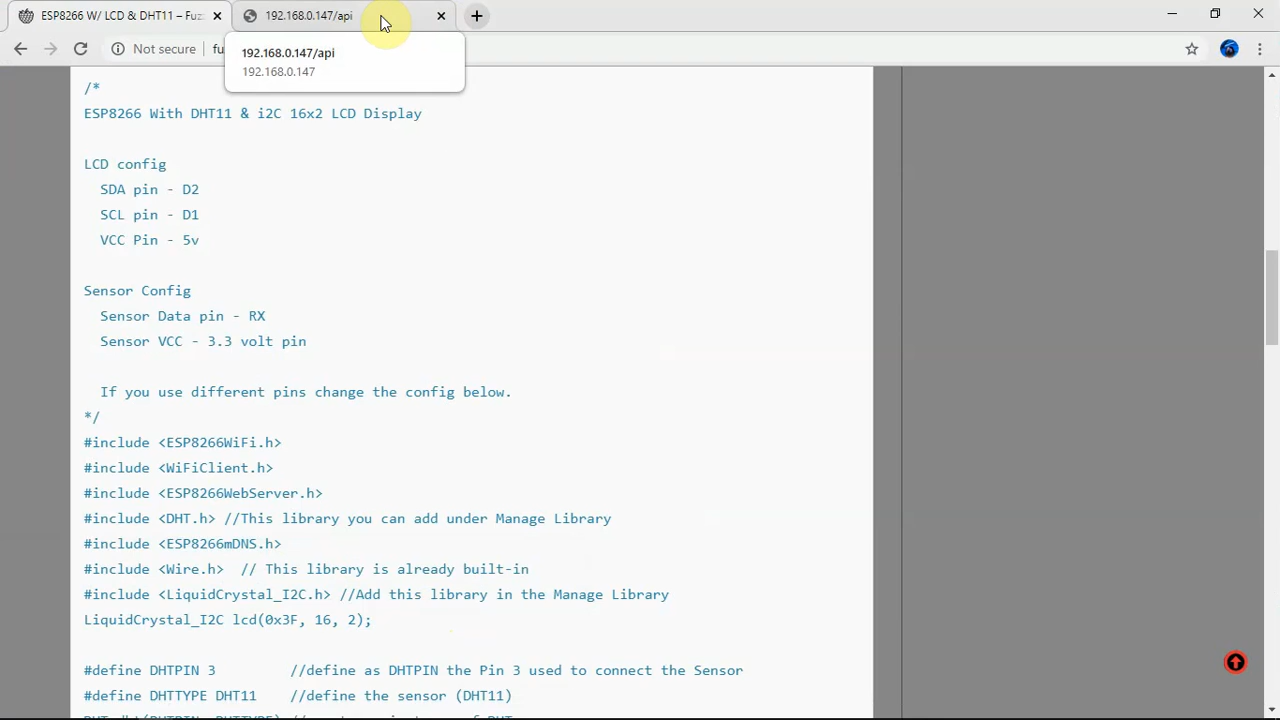 ESP8266 W/ LCD & DHT11 – Fuz
192.168.0.147/api
Not secure
fu
192.168.0.147/api
192.168.0.147
/*
ESP8266 With DHT11 & i2C 16x2 LCD Display
LCD config
SDA pin - D2
SCL pin - D1
VCC Pin - 5v
Sensor Config
Sensor Data pin - RX
Sensor VCC - 3.3 volt pin
If you use different pins change the config below.
*/
#include <ESP8266WiFi.h>
#include <WiFiClient.h>
#include <ESP8266WebServer.h>
#include <DHT.h> //This library you can add under Manage Library
#include <ESP8266mDNS.h>
#include <Wire.h>  // This library is already built-in
#include <LiquidCrystal_I2C.h> //Add this library in the Manage Library
LiquidCrystal_I2C lcd(0x3F, 16, 2);
#define DHTPIN 3         //define as DHTPIN the Pin 3 used to connect the Sensor
#define DHTTYPE DHT11    //define the sensor (DHT11)